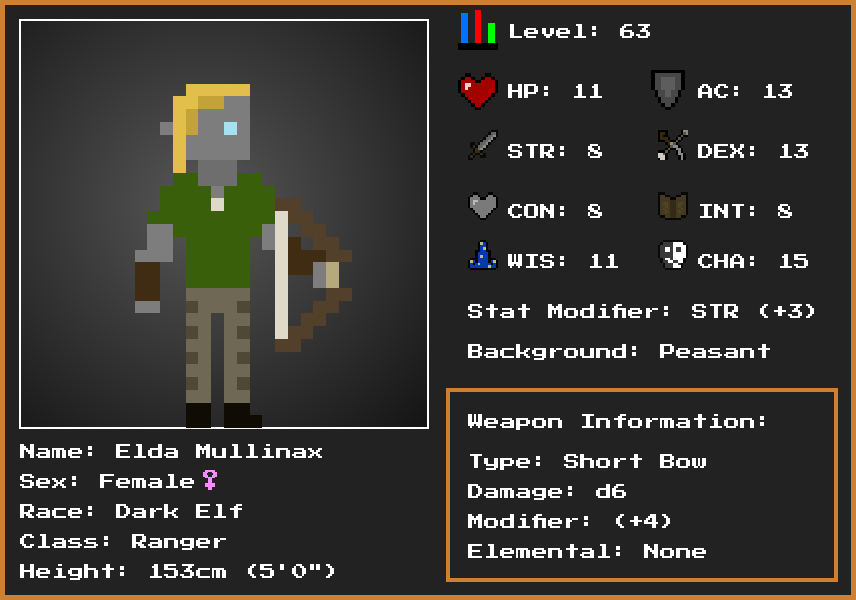 Level: 63
HP: 11
AC: 13
STR: 8
DEX: 13
CON: 8
INT: 8
WIS: 11
CHA: 15
Stat Modifier: STR (+3)
Background: Peasant
Name: Elda Mullinax
Sex: Female♀
Race: Dark Elf
Class: Ranger
Height: 153cm (5'0")
Weapon Information:
Type: Short Bow
Damage: d6
Modifier: (+4)
Elemental: None